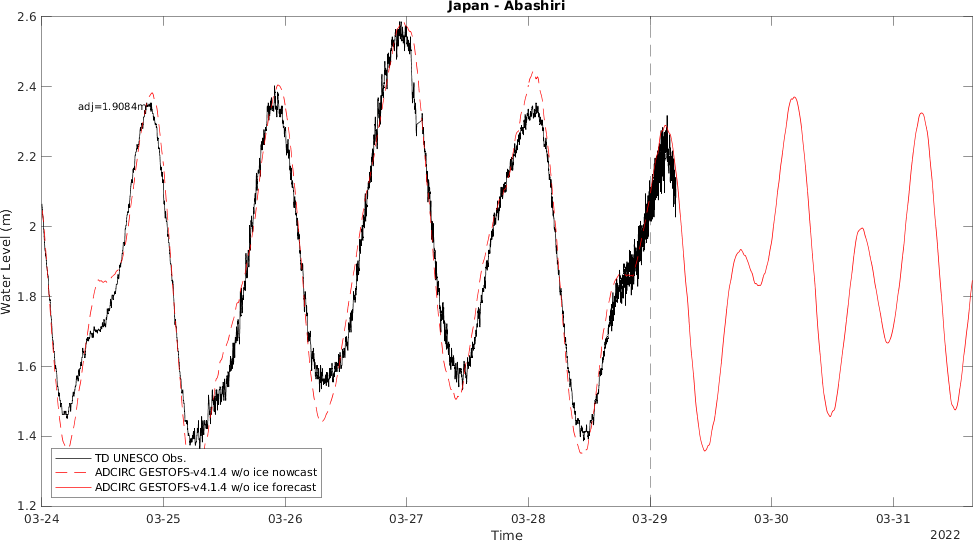 Japan - Abashiri
2.6
2.4
adj=1.9084m
2.2
2
1.8
1.6
1.4
1.2
Water Level (m)
TD UNESCO Obs.
ADCIRC GESTOFS-v4.1.4 w/o ice nowcast
ADCIRC GESTOFS-v4.1.4 w/o ice forecast
03-24 03-25 03-26 03-27 03-28 03-29 03-30 03-31
Time
2022